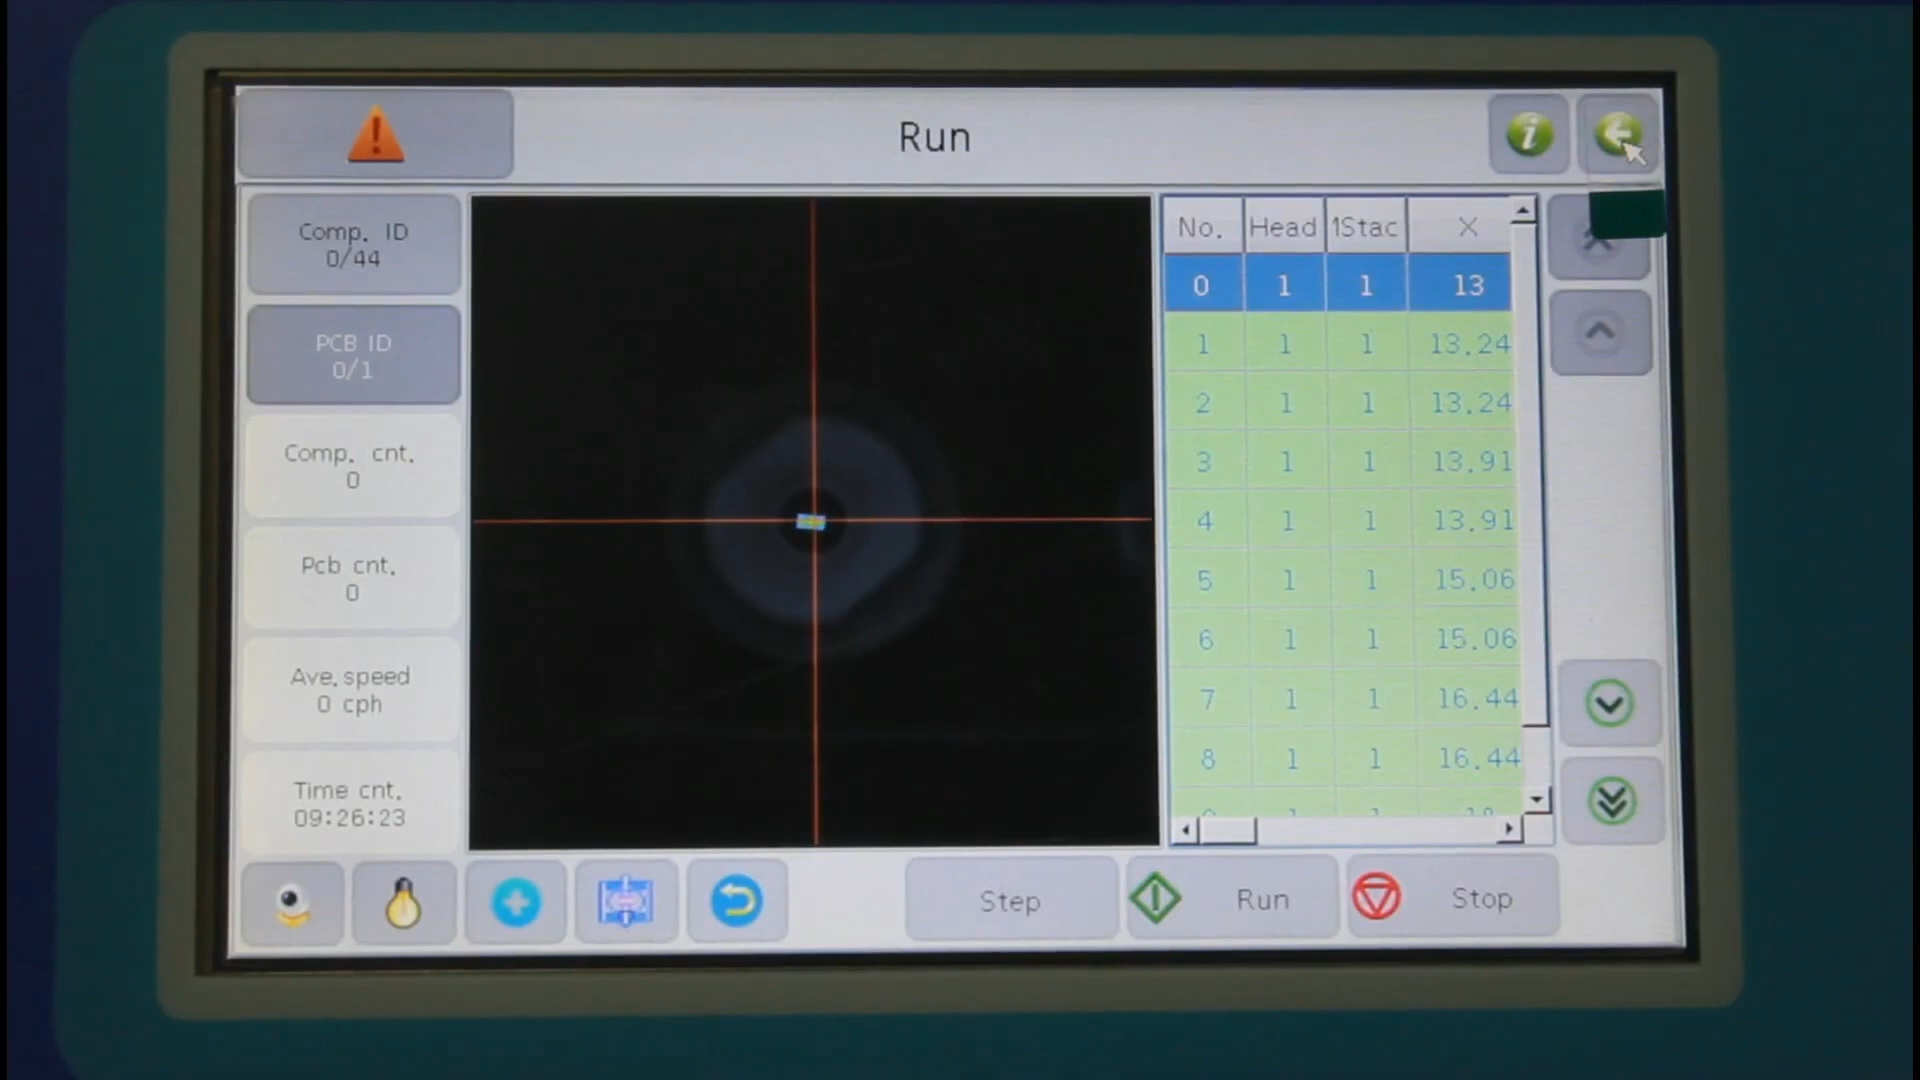 Run
Comp. ID
0/44
PCB ID
0/1
Comp. cnt.
0
Pcb cnt.
0
Ave.speed
0 cph
Time cnt.
09:26:23
No. Head 1Stac X
0 1 1 13
1 1 1 13.24
2 1 1 13.24
3 1 1 13.91
4 1 1 13.91
5 1 1 15.06
6 1 1 15.06
7 1 1 16.44
8 1 1 16.44
Step Run Stop